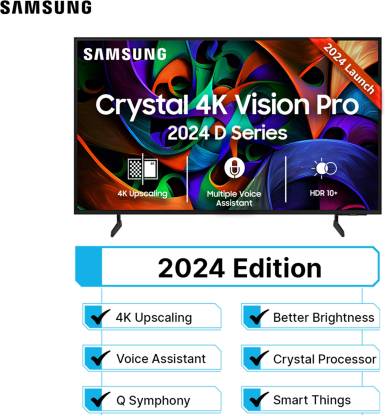 SAMSUNG
SAMSUNG
2024 Launch
Crystal 4K Vision Pro
2024 D Series
4K Upscaling
Multiple Voice
Assistant
HDR 10+
2024 Edition
4K Upscaling
Better Brightness
Voice Assistant
Crystal Processor
Q Symphony
Smart Things